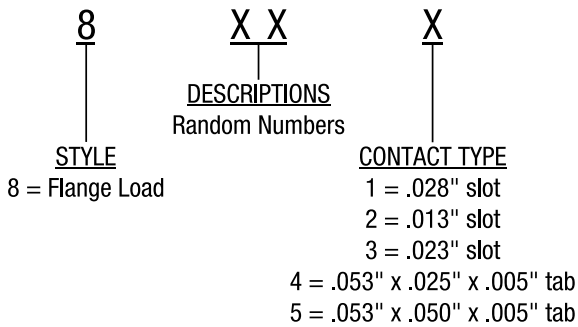 8 X X X
DESCRIPTIONS
Random Numbers
STYLE
8 = Flange Load
CONTACT TYPE
1 = .028" slot
2 = .013" slot
3 = .023" slot
4 = .053" x .025" x .005" tab
5 = .053" x .050" x .005" tab